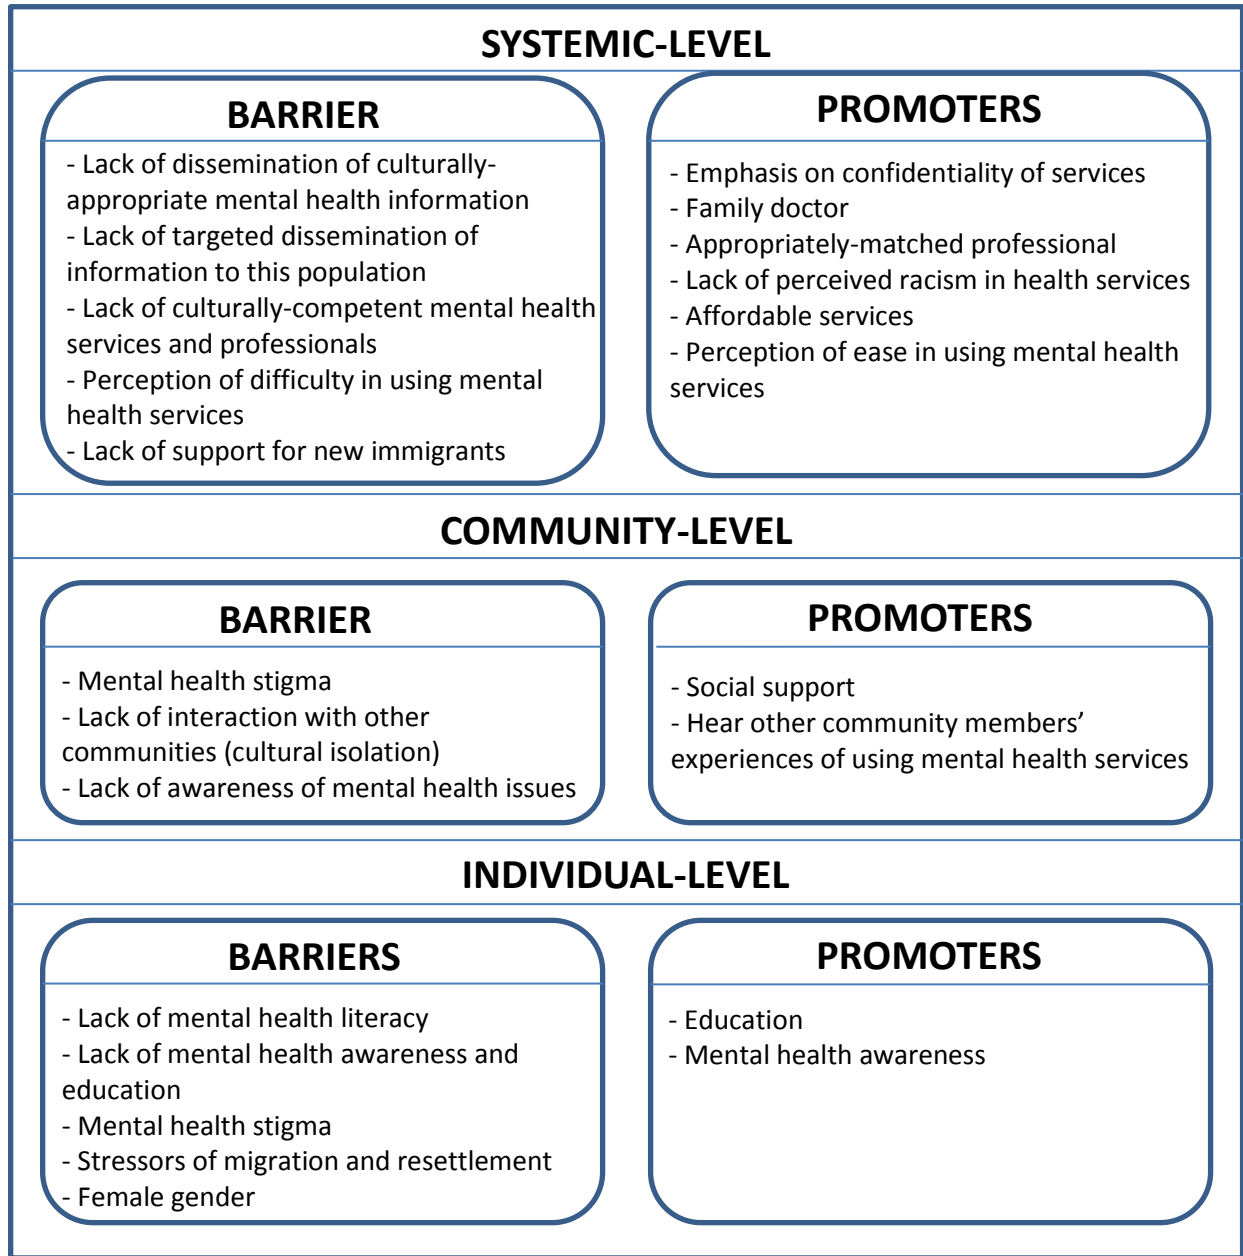 SYSTEMIC-LEVEL
BARRIER
- Lack of dissemination of culturally-
appropriate mental health information
- Lack of targeted dissemination of
information to this population
- Lack of culturally-competent mental health
services and professionals
- Perception of difficulty in using mental
health services
- Lack of support for new immigrants
PROMOTERS
- Emphasis on confidentiality of services
- Family doctor
- Appropriately-matched professional
- Lack of perceived racism in health services
- Affordable services
- Perception of ease in using mental health
services
COMMUNITY-LEVEL
BARRIER
- Mental health stigma
- Lack of interaction with other
communities (cultural isolation)
- Lack of awareness of mental health issues
PROMOTERS
- Social support
- Hear other community members’
experiences of using mental health services
INDIVIDUAL-LEVEL
BARRIERS
- Lack of mental health literacy
- Lack of mental health awareness and
education
- Mental health stigma
- Stressors of migration and resettlement
- Female gender
PROMOTERS
- Education
- Mental health awareness